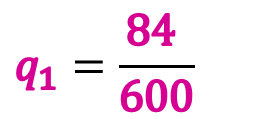 q₁ = 84/600